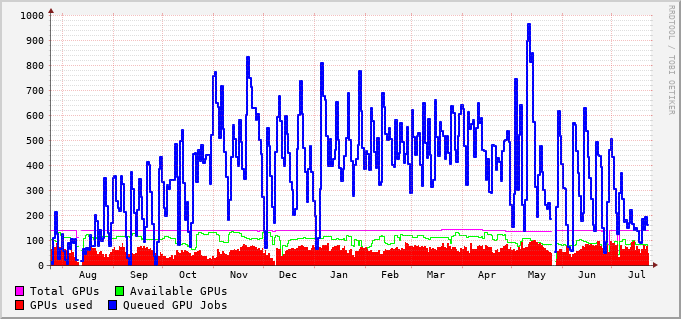 1000
900
800
700
600
500
400
300
200
100
0
Aug Sep Oct Nov Dec Jan Feb Mar Apr May Jun Jul
Total GPUs Available GPUs
GPUs used Queued GPU Jobs
RRDTOOL / TOBI OETIKER